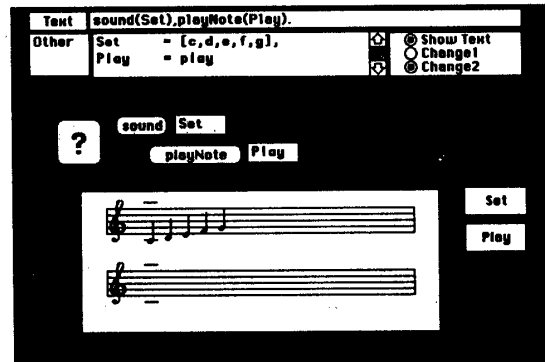 Text sound(Set),playNote(Play).
Other Set = [c,d,e,f,g], Show Text
Play = play Change1
Change2
? sound Set
playNote Play
Set
Play